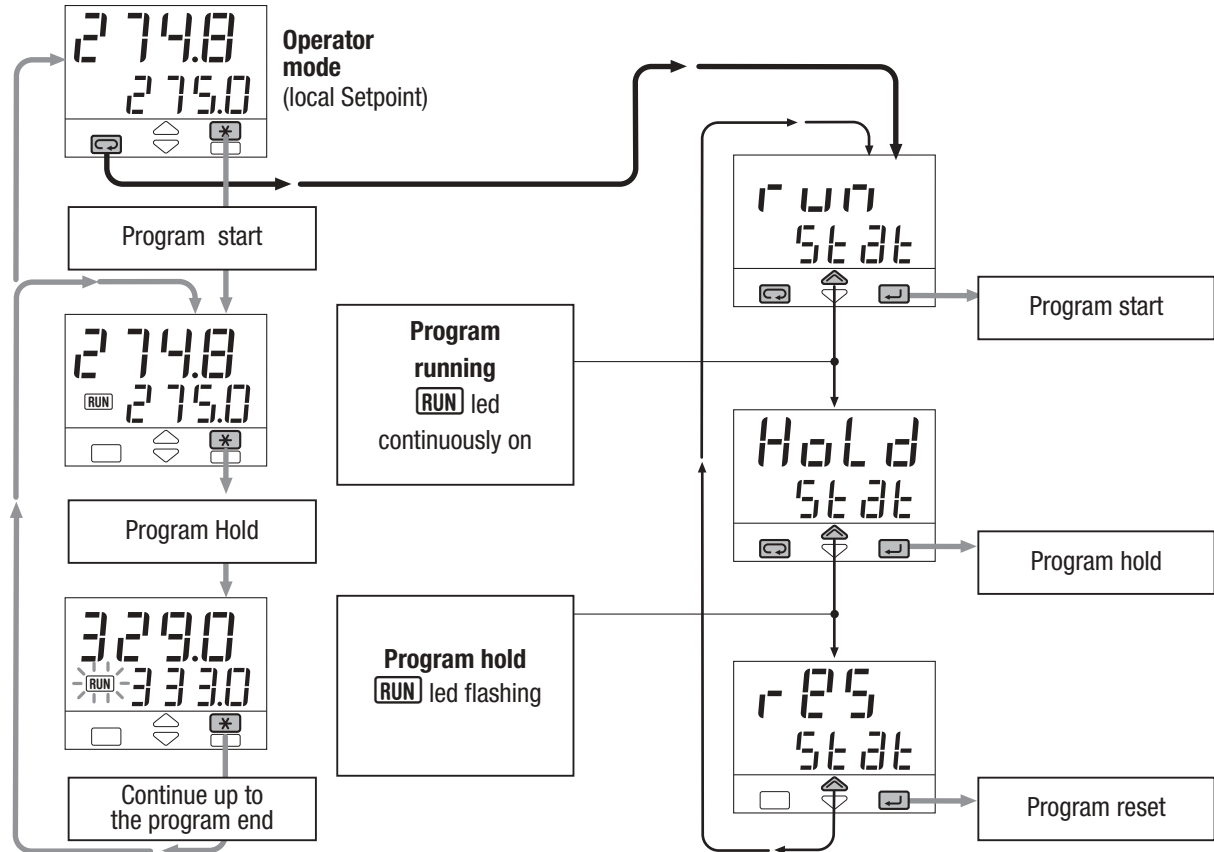 274.8
275.0
Operator
mode
(local Setpoint)
Program start
274.8
RUN 275.0
Program Hold
329.0
RUN 333.0
Continue up to
the program end
Program
running
RUN led
continuously on
Program hold
RUN led flashing
run
Stat
Program start
HoLd
Stat
Program hold
rES
Stat
Program reset